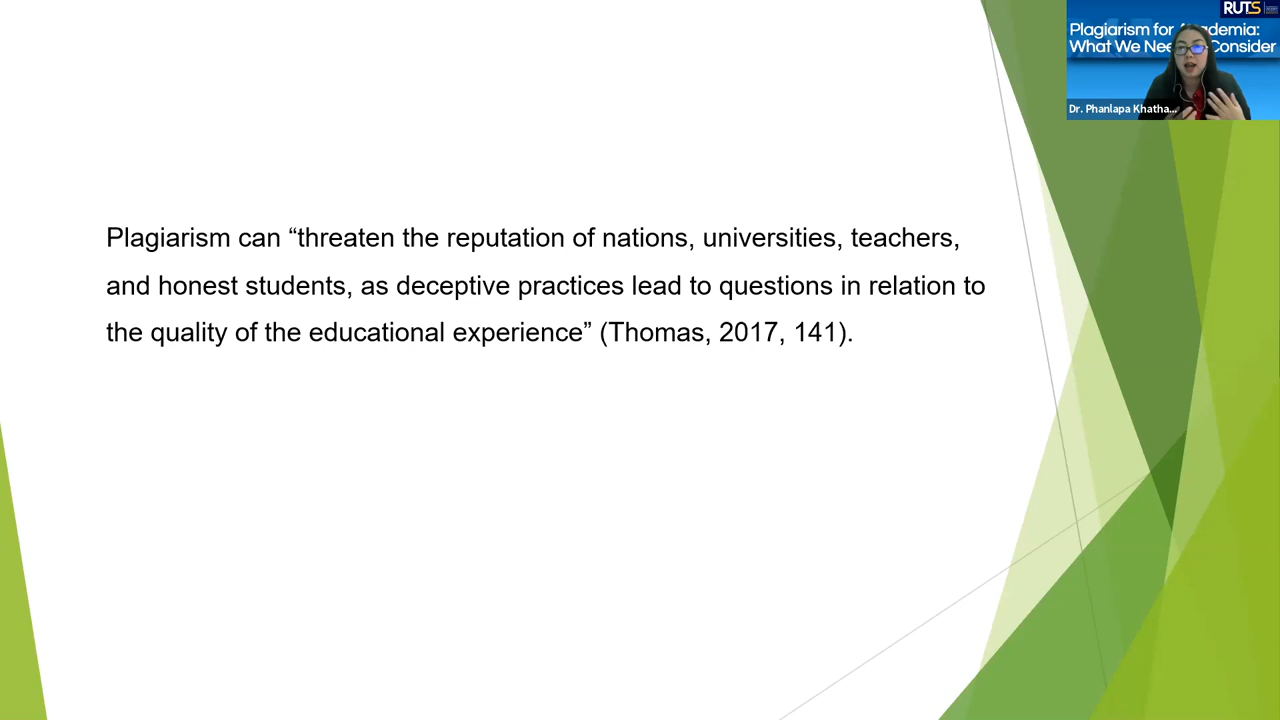 RUTS
Plagiarism for Academia:
What We Need Consider
Dr. Phanlapa Khatha...
Plagiarism can “threaten the reputation of nations, universities, teachers,
and honest students, as deceptive practices lead to questions in relation to
the quality of the educational experience” (Thomas, 2017, 141).